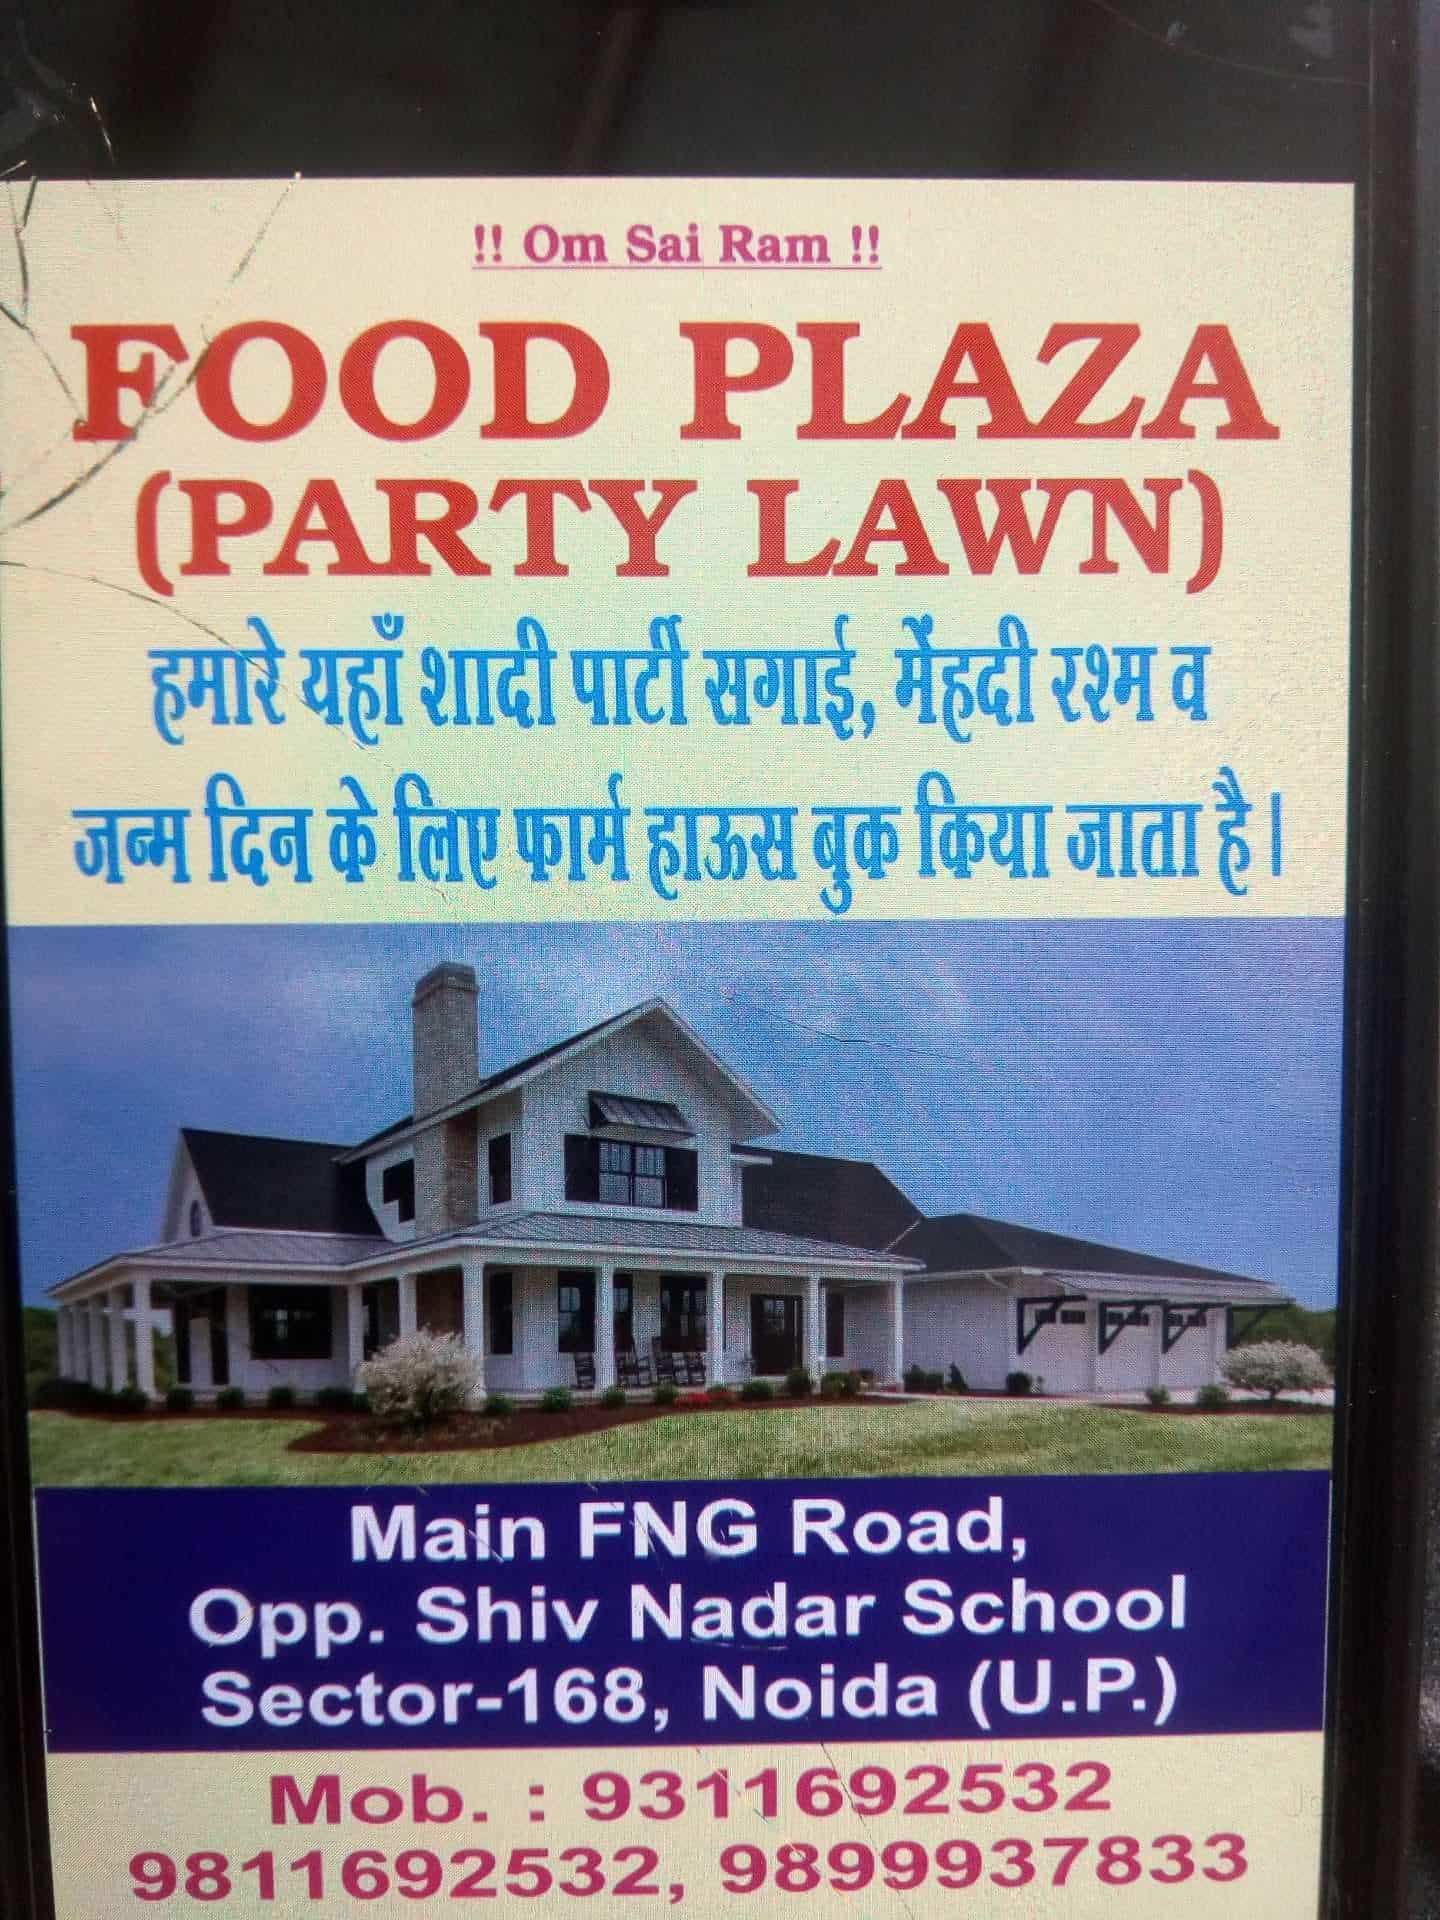 !! Om Sai Ram !!
FOOD PLAZA
(PARTY LAWN)
हमारे यहाँ शादी पार्टी सगाई, मेंहदी रश्म व
जन्म दिन के लिए फार्म हाऊस बुक किया जाता है।
Main FNG Road,
Opp. Shiv Nadar School
Sector-168, Noida (U.P.)
Mob. : 9311692532
9811692532, 9899937833